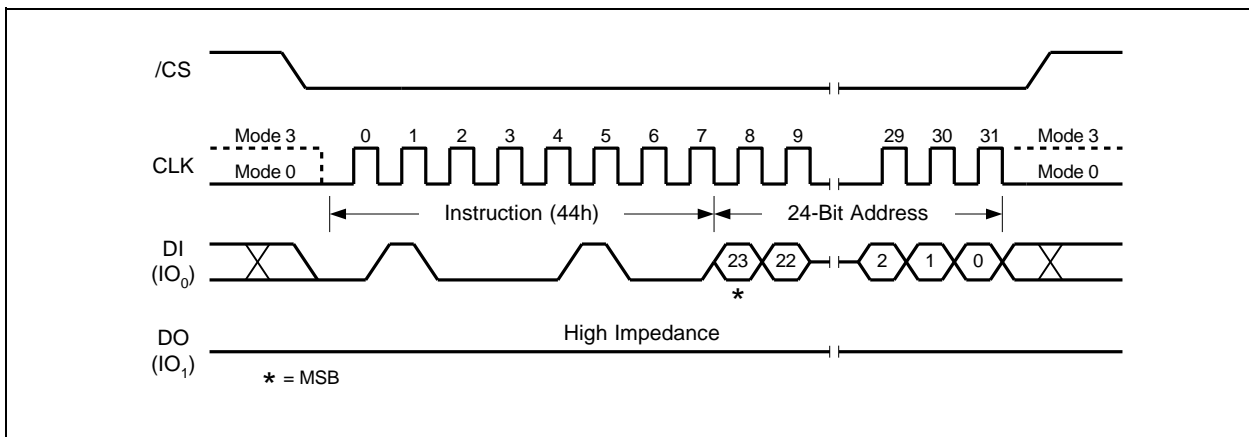 /CS
Mode 3 0 1 2 3 4 5 6 7 8 9 29 30 31 Mode 3
CLK
Mode 0 Mode 0
Instruction (44h) 24-Bit Address
DI
(IO0)
23 22 2 1 0
*
High Impedance
DO
(IO1)
* = MSB